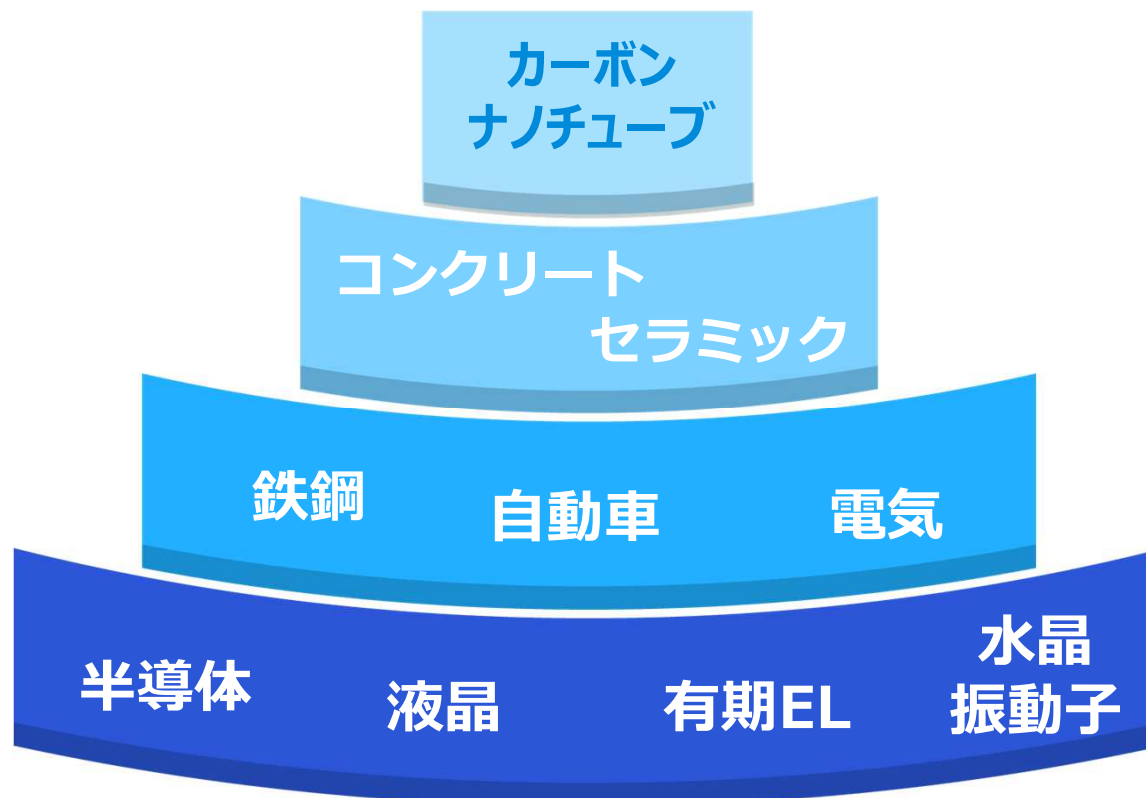 カーボン
ナノチューブ
コンクリート
セラミック
鉄鋼
自動車
電気
半導体
液晶
有期EL
水晶
振動子